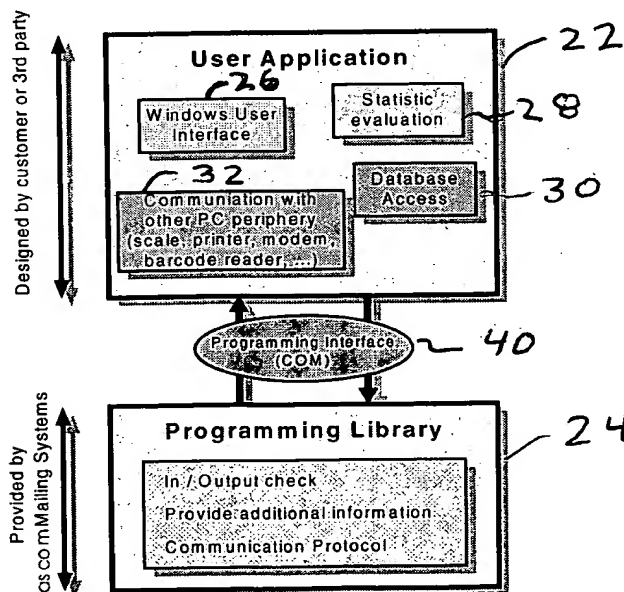 User Application
22
26
Windows User
Interface
Statistic
evaluation
28
32
Communiation with
other PC periphery
(scale, printer, modem,
barcode reader, ...)
Database
Access
30
Designed by customer or 3rd party
Programming Interface
(COM)
40
Programming Library
24
In / Output check
Provide additional information
Communication Protocol
Provided by
ascom Mailing Systems